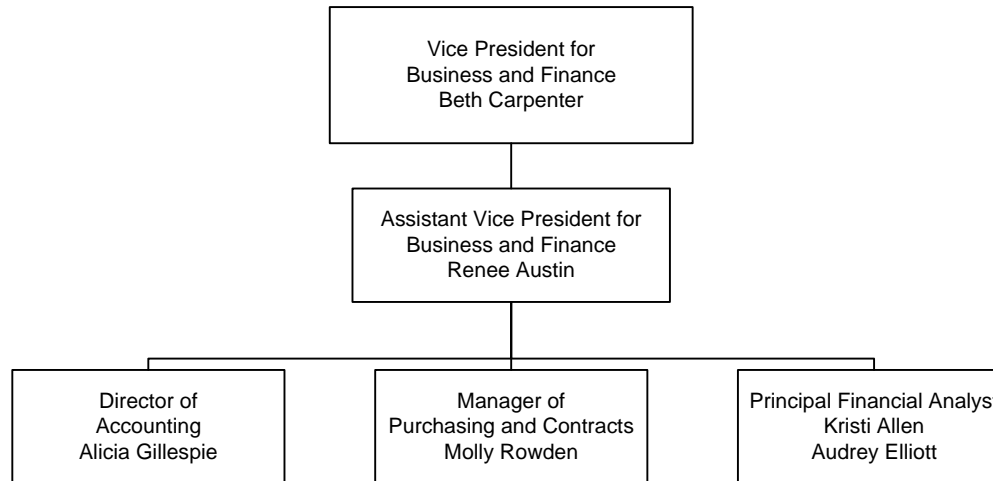 Vice President for
Business and Finance
Beth Carpenter
Assistant Vice President for
Business and Finance
Renee Austin
Director of
Accounting
Alicia Gillespie
Manager of
Purchasing and Contracts
Molly Rowden
Principal Financial Analyst
Kristi Allen
Audrey Elliott